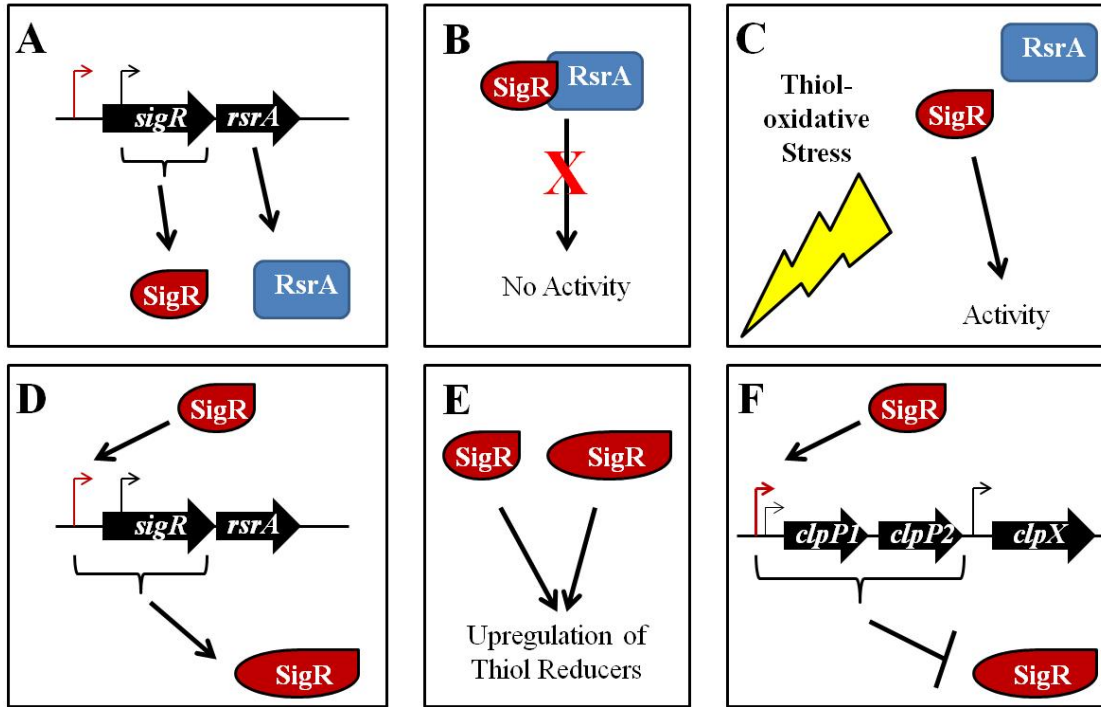 A
sigR
rsrA
SigR
RsrA
B
SigR
RsrA
X
No Activity
C
RsrA
Thiol-
oxidative
Stress
SigR
Activity
D
SigR
sigR
rsrA
SigR
E
SigR
SigR
Upregulation of
Thiol Reducers
F
SigR
clpP1
clpP2
clpX
SigR